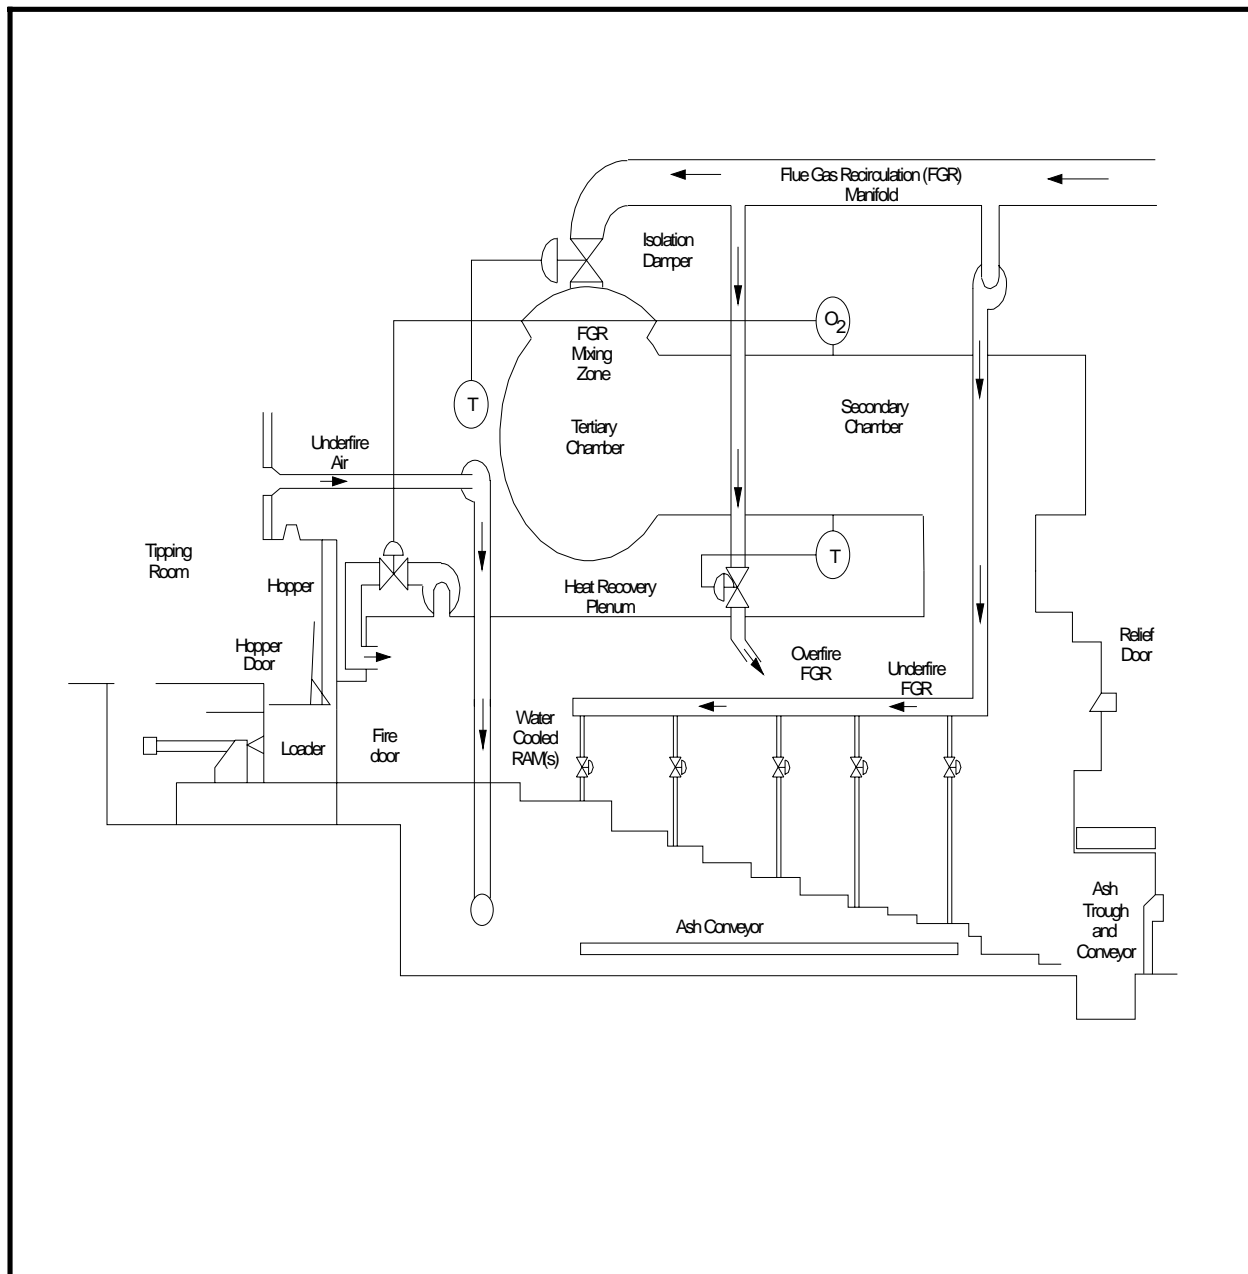 Flue Gas Recirculation (FGR)
Manifold
Isolation
Damper
O2
FGR
Mixing
Zone
T
Secondary
Chamber
Tertiary
Chamber
Underfire
Air
Tipping
Room
T
Hopper
Heat Recovery
Plenum
Hopper
Door
Overfire
FGR
Underfire
FGR
Relief
Door
Water
Cooled
RAM(s)
Fire
door
Loader
Ash Conveyor
Ash
Trough
and
Conveyor